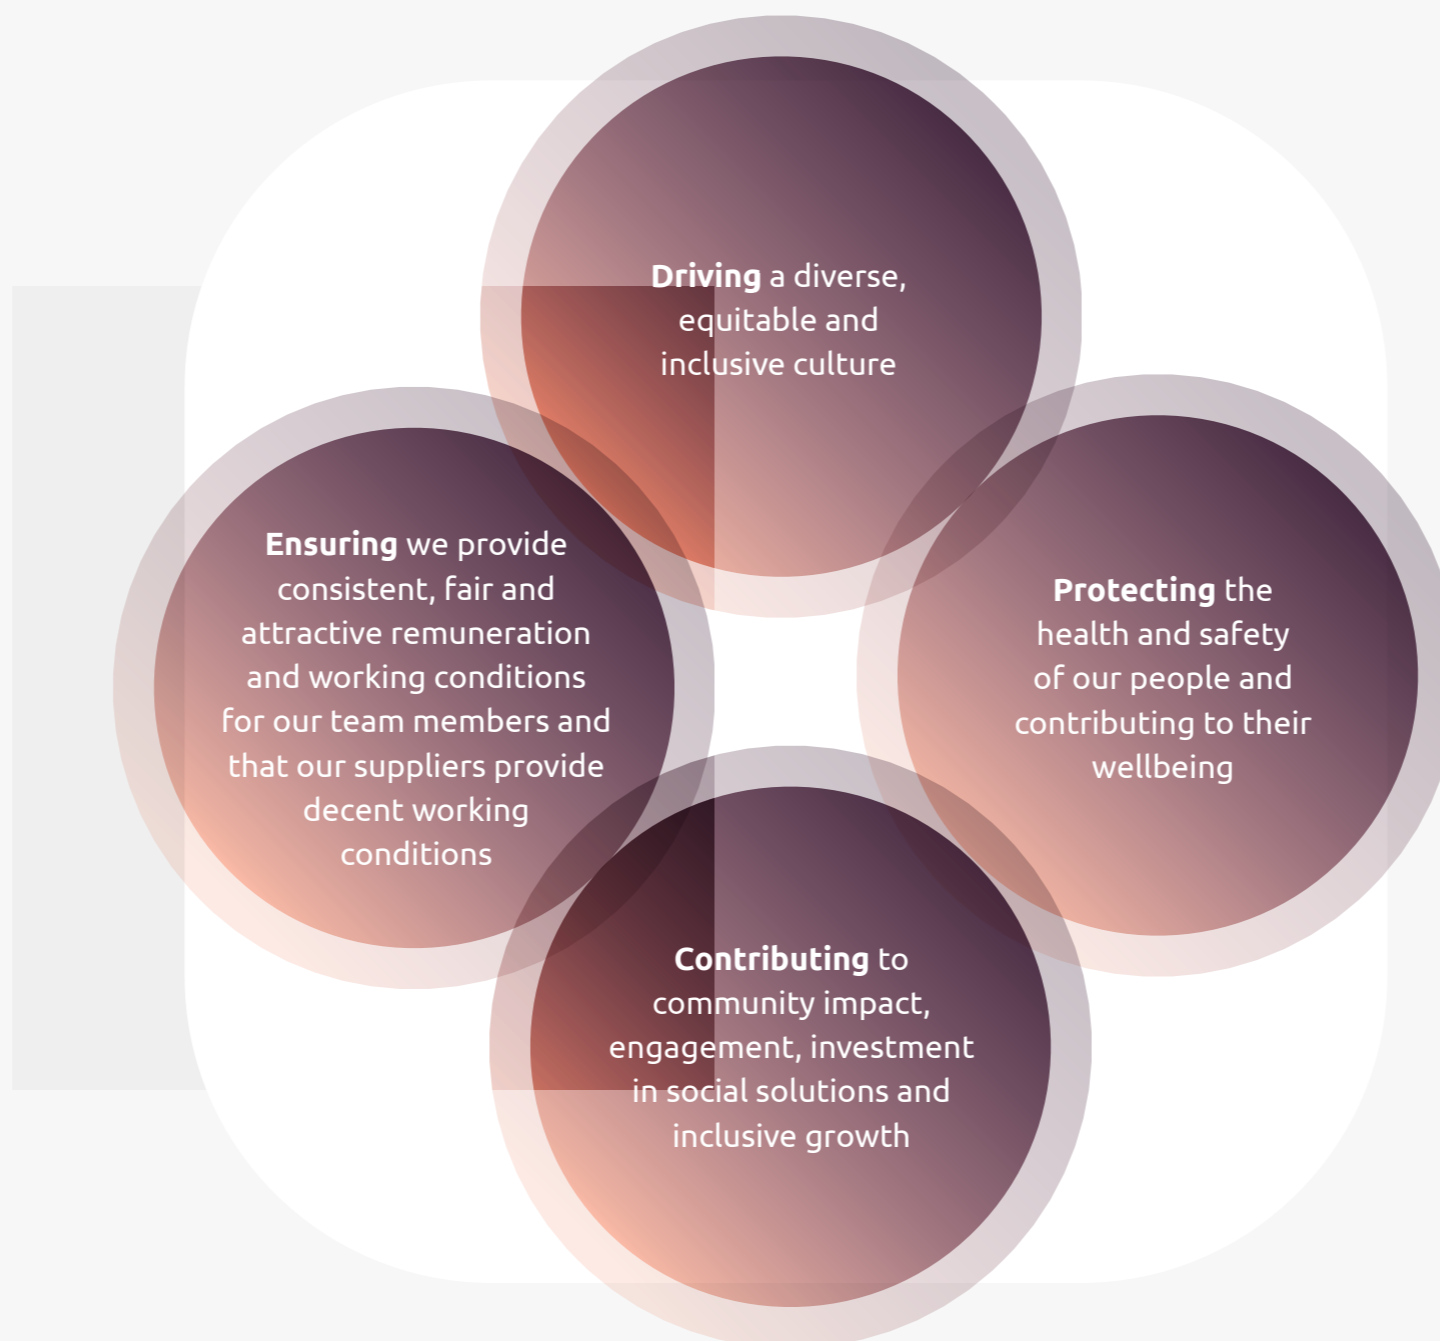 Driving a diverse,
equitable and
inclusive culture
Ensuring we provide
consistent, fair and
attractive remuneration
and working conditions
for our team members and
that our suppliers provide
decent working
conditions
Protecting the
health and safety
of our people and
contributing to their
wellbeing
Contributing to
community impact,
engagement, investment
in social solutions and
inclusive growth